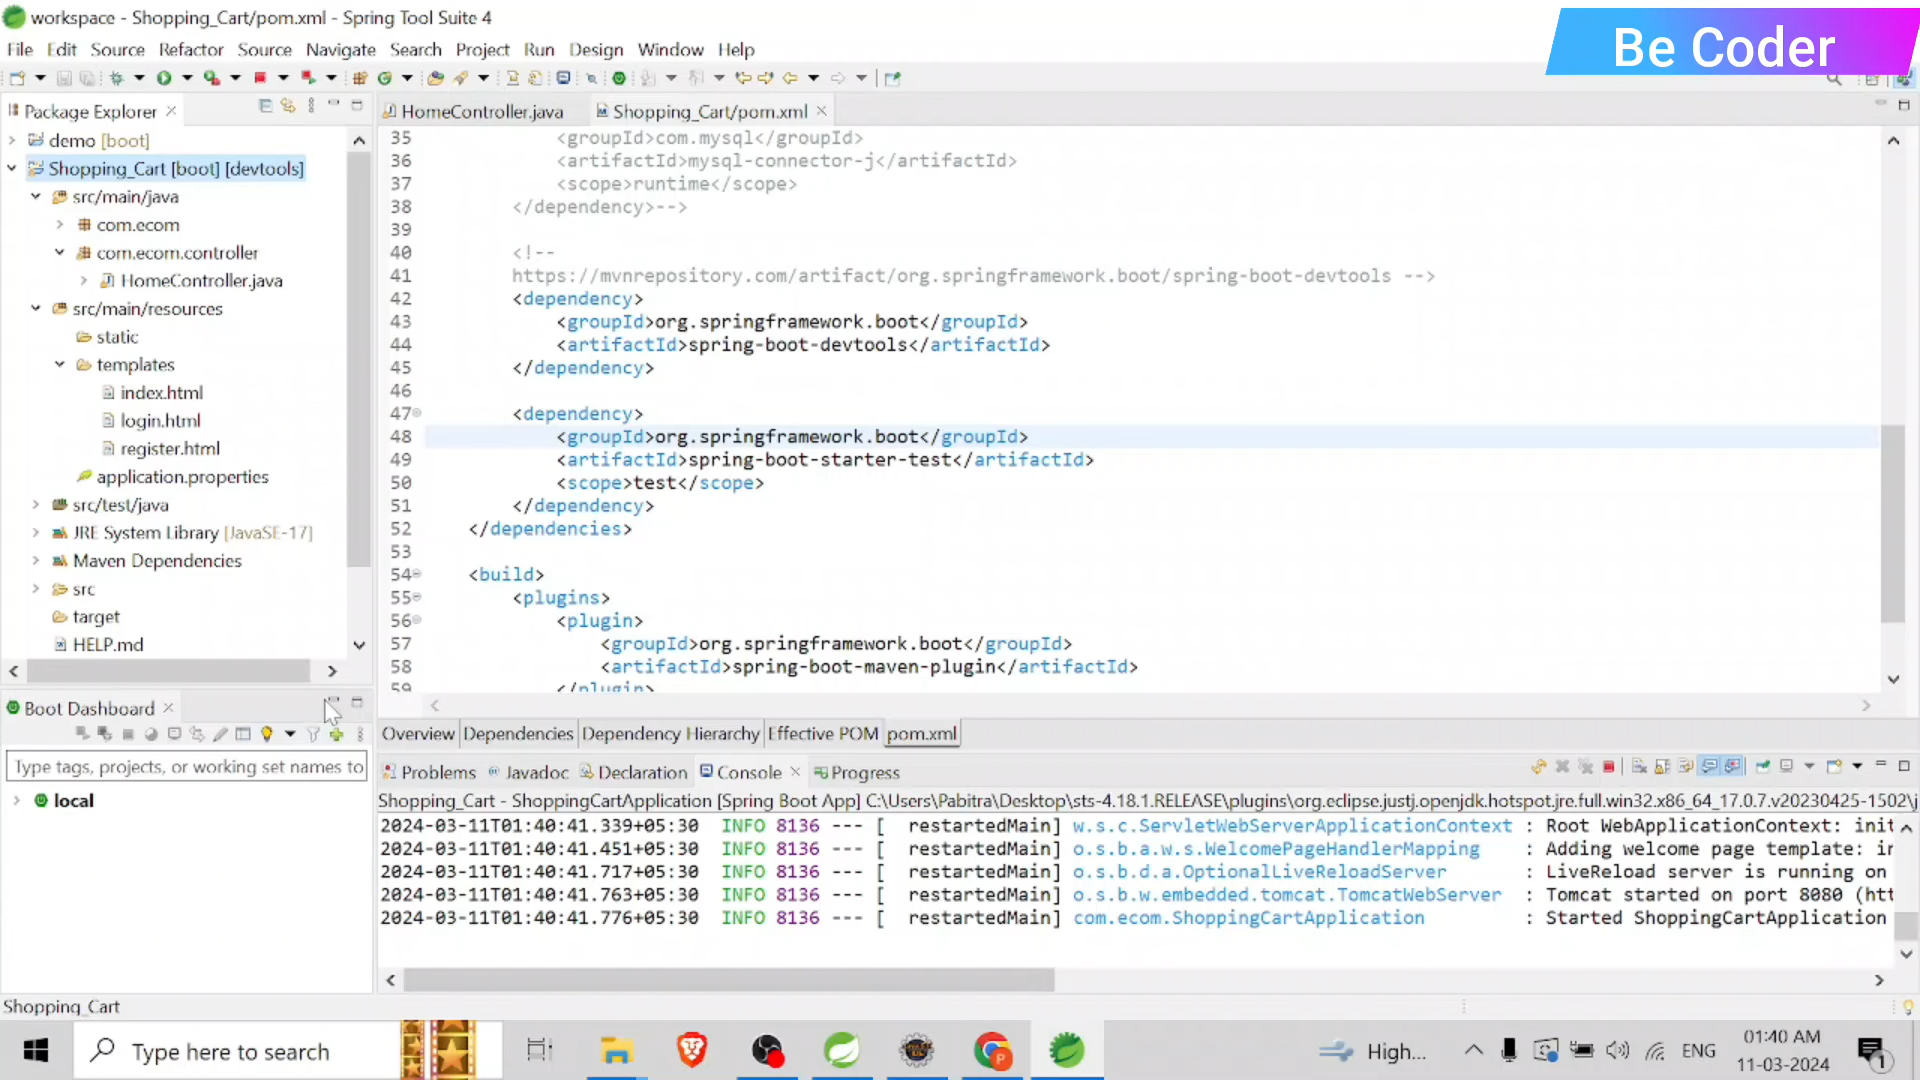 workspace - Shopping_Cart/pom.xml - Spring Tool Suite 4
Be Coder
File Edit Source Refactor Source Navigate Search Project Run Design Window Help
Package Explorer
demo [boot]
Shopping_Cart [boot] [devtools]
src/main/java
com.ecom
com.ecom.controller
HomeController.java
src/main/resources
static
templates
index.html
login.html
register.html
application.properties
src/test/java
JRE System Library [JavaSE-17]
Maven Dependencies
src
target
HELP.md
HomeController.java Shopping_Cart/pom.xml
35 <groupId>com.mysql</groupId>
36 <artifactId>mysql-connector-j</artifactId>
37 <scope>runtime</scope>
38 </dependency>-->
39
40 <!--
41 https://mvnrepository.com/artifact/org.springframework.boot/spring-boot-devtools -->
42 <dependency>
43 <groupId>org.springframework.boot</groupId>
44 <artifactId>spring-boot-devtools</artifactId>
45 </dependency>
46
47 <dependency>
48 <groupId>org.springframework.boot</groupId>
49 <artifactId>spring-boot-starter-test</artifactId>
50 <scope>test</scope>
51 </dependency>
52 </dependencies>
53
54 <build>
55 <plugins>
56 <plugin>
57 <groupId>org.springframework.boot</groupId>
58 <artifactId>spring-boot-maven-plugin</artifactId>
59 </plugin>
Overview Dependencies Dependency Hierarchy Effective POM pom.xml
Boot Dashboard
Type tags, projects, or working set names to
local
Problems Javadoc Declaration Console Progress
Shopping_Cart - ShoppingCartApplication [Spring Boot App] C:\Users\Pabitra\Desktop\sts-4.18.1.RELEASE\plugins\org.eclipse.justj.openjdk.hotspot.jre.full.win32.x86_64_17.0.7.v20230425-1502\j
2024-03-11T01:40:41.339+05:30 INFO 8136 --- [ restartedMain] w.s.c.ServletWebServerApplicationContext : Root WebApplicationContext: init
2024-03-11T01:40:41.451+05:30 INFO 8136 --- [ restartedMain] o.s.b.a.w.s.WelcomePageHandlerMapping : Adding welcome page template: in
2024-03-11T01:40:41.717+05:30 INFO 8136 --- [ restartedMain] o.s.b.d.a.OptionalLiveReloadServer : LiveReload server is running on
2024-03-11T01:40:41.763+05:30 INFO 8136 --- [ restartedMain] o.s.b.w.embedded.tomcat.TomcatWebServer : Tomcat started on port 8080 (htt
2024-03-11T01:40:41.776+05:30 INFO 8136 --- [ restartedMain] com.ecom.ShoppingCartApplication : Started ShoppingCartApplication
Shopping_Cart
Type here to search
High... ENG
01:40 AM
11-03-2024
1